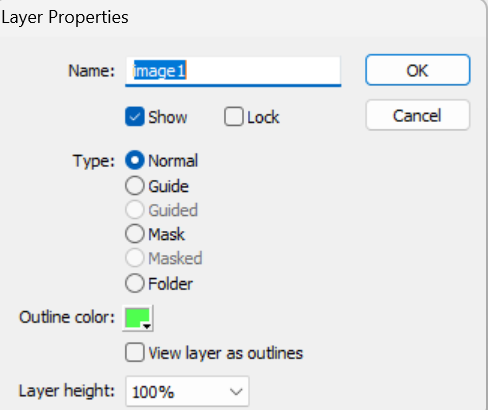 Layer Properties
Name: image1 OK
Show Lock Cancel
Type: Normal
Guide
Guided
Mask
Masked
Folder
Outline color:
View layer as outlines
Layer height: 100%